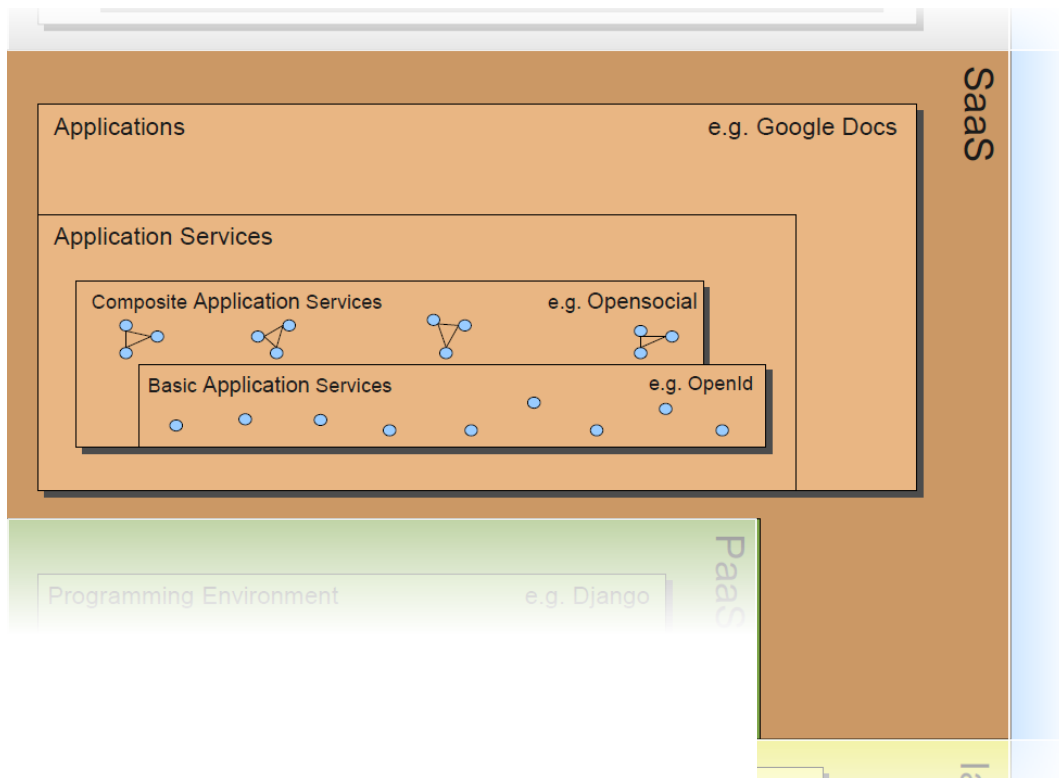 SaaS
Applications e.g. Google Docs
Application Services
Composite Application Services e.g. Opensocial
Basic Application Services e.g. OpenId
PaaS
Programming Environment e.g. Django